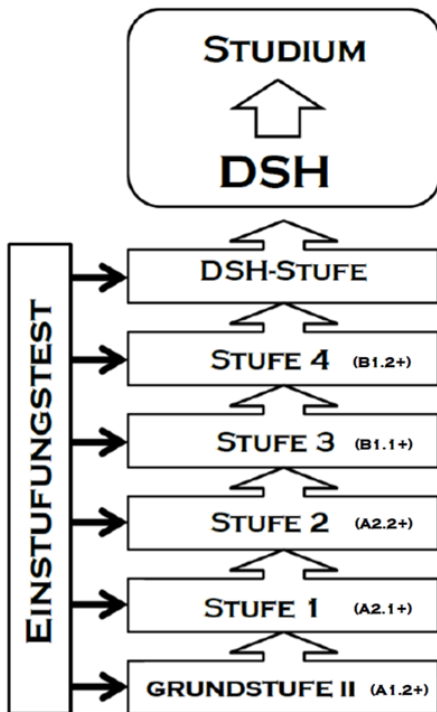 STUDIUM
DSH
EINSTUFUNGSTEST
DSH-STUFE
STUFE 4 (B1.2+)
STUFE 3 (B1.1+)
STUFE 2 (A2.2+)
STUFE 1 (A2.1+)
GRUNDSTUFE II (A1.2+)